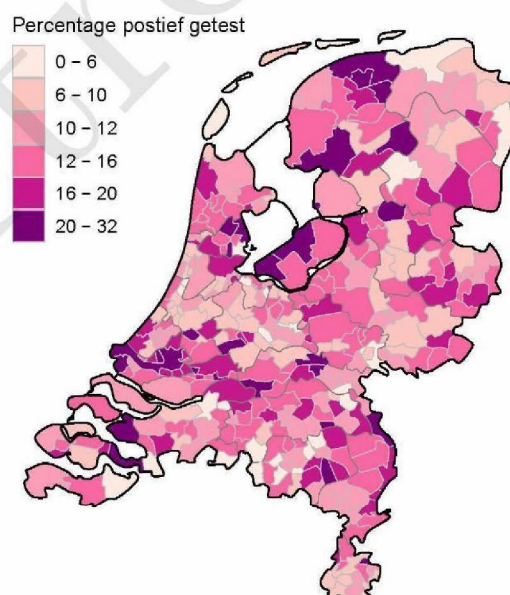 Percentage postief getest
0 – 6
6 – 10
10 – 12
12 – 16
16 – 20
20 – 32